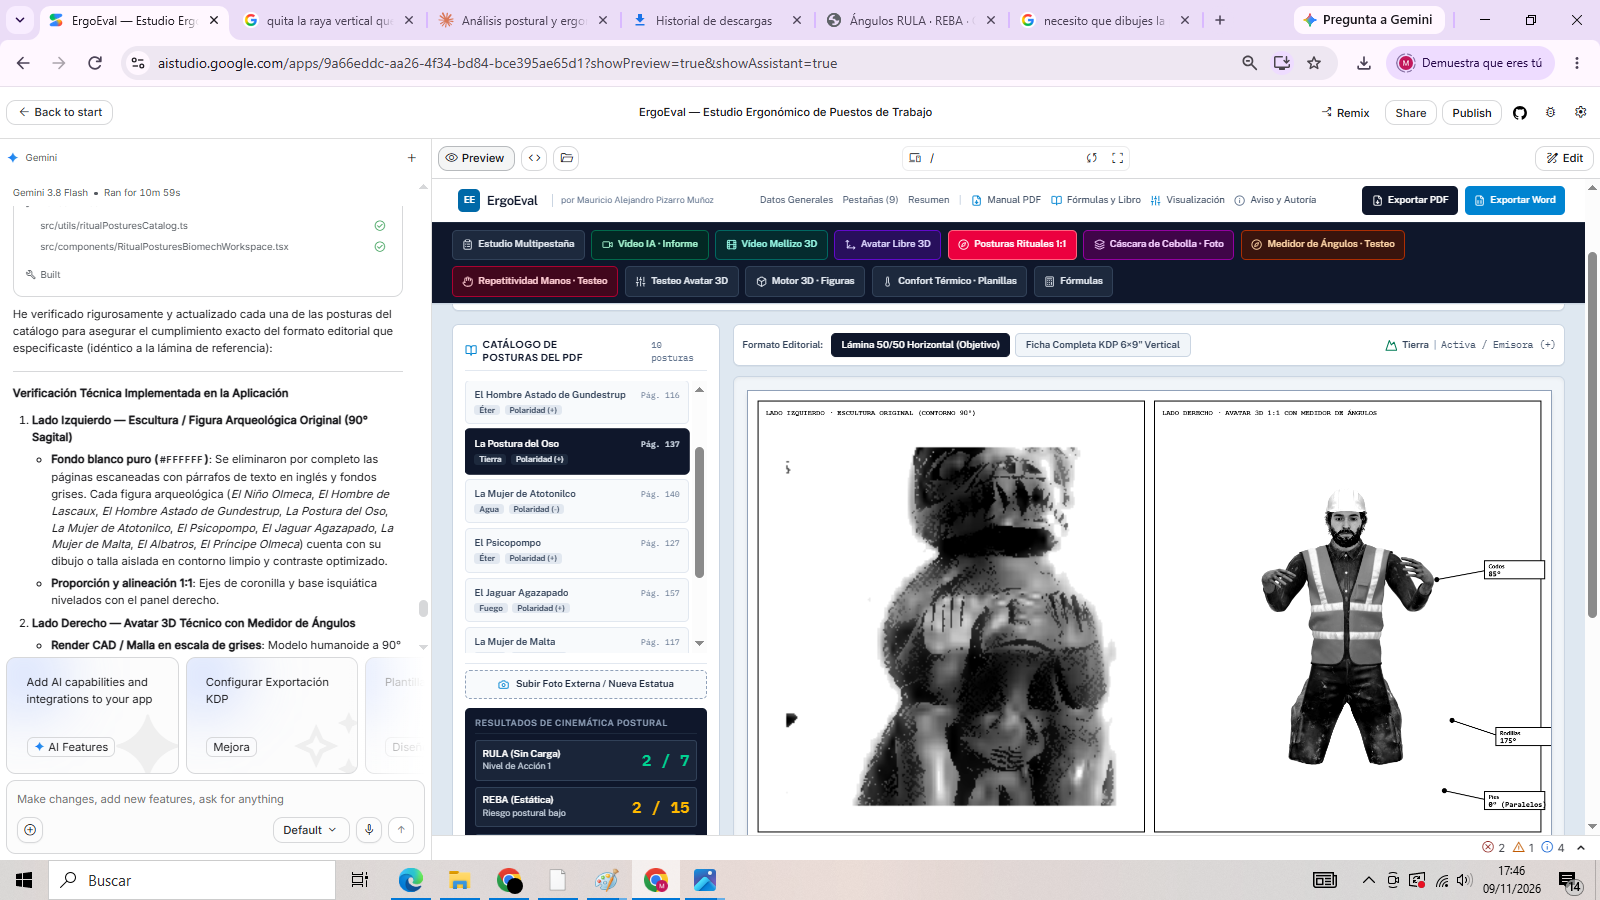 ErgoEval — Estudio Erg
quita la raya vertical que
Análisis postural y ergo
Historial de descargas
Ángulos RULA · REBA ·
necesito que dibujes la
Pregunta a Gemini
aistudio.google.com/apps/9a66eddc-aa26-4f34-bd84-bce395ae65d1?showPreview=true&showAssistant=true
M
Demuestra que eres tú
Back to start
ErgoEval — Estudio Ergonómico de Puestos de Trabajo
Remix
Share
Publish
Gemini
Preview
/
Edit
Gemini 3.8 Flash • Ran for 10m 59s
src/utils/ritualPosturesCatalog.ts
src/components/RitualPosturesBiomechWorkspace.tsx
Built
He verificado rigurosamente y actualizado cada una de las posturas del
catálogo para asegurar el cumplimiento exacto del formato editorial que
especificaste (idéntico a la lámina de referencia):
Verificación Técnica Implementada en la Aplicación
1. Lado Izquierdo — Escultura / Figura Arqueológica Original (90°
Sagital)
Fondo blanco puro (#FFFFFF): Se eliminaron por completo las
páginas escaneadas con párrafos de texto en inglés y fondos
grises. Cada figura arqueológica (El Niño Olmeca, El Hombre de
Lascaux, El Hombre Astado de Gundestrup, La Postura del Oso,
La Mujer de Atotonilco, El Psicopompo, El Jaguar Agazapado, La
Mujer de Malta, El Albatros, El Príncipe Olmeca) cuenta con su
dibujo o talla aislada en contorno limpio y contraste optimizado.
Proporción y alineación 1:1: Ejes de coronilla y base isquiática
nivelados con el panel derecho.
2. Lado Derecho — Avatar 3D Técnico con Medidor de Ángulos
Render CAD / Malla en escala de grises: Modelo humanoide a 90°
Add AI capabilities and
integrations to your app
AI Features
Configurar Exportación
KDP
Mejora
Plantil
Diseñ
Make changes, add new features, ask for anything
Default
EE
ErgoEval
por Mauricio Alejandro Pizarro Muñoz
Datos Generales
Pestañas (9)
Resumen
Manual PDF
Fórmulas y Libro
Visualización
Aviso y Autoría
Exportar PDF
Exportar Word
Estudio Multipestaña
Video IA · Informe
Vídeo Mellizo 3D
Avatar Libre 3D
Posturas Rituales 1:1
Cáscara de Cebolla · Foto
Medidor de Ángulos · Testeo
Repetitividad Manos · Testeo
Testeo Avatar 3D
Motor 3D · Figuras
Confort Térmico · Planillas
Fórmulas
CATÁLOGO DE
POSTURAS DEL PDF
10
posturas
El Hombre Astado de Gundestrup
Pág. 116
Éter
Polaridad (+)
La Postura del Oso
Pág. 137
Tierra
Polaridad (+)
La Mujer de Atotonilco
Pág. 140
Agua
Polaridad (-)
El Psicopompo
Pág. 127
Éter
Polaridad (+)
El Jaguar Agazapado
Pág. 157
Fuego
Polaridad (+)
La Mujer de Malta
Pág. 117
Subir Foto Externa / Nueva Estatua
RESULTADOS DE CINEMÁTICA POSTURAL
RULA (Sin Carga)
Nivel de Acción 1
2 / 7
REBA (Estática)
Riesgo postural bajo
2 / 15
Formato Editorial:
Lámina 50/50 Horizontal (Objetivo)
Ficha Completa KDP 6×9" Vertical
Tierra | Activa / Emisora (+)
LADO IZQUIERDO · ESCULTURA ORIGINAL (CONTORNO 90°)
LADO DERECHO · AVATAR 3D 1:1 CON MEDIDOR DE ÁNGULOS
Codos
85°
Rodillas
175°
Pies
0° (Paralelos)
2
1
4
Buscar
17:46
09/11/2026
14